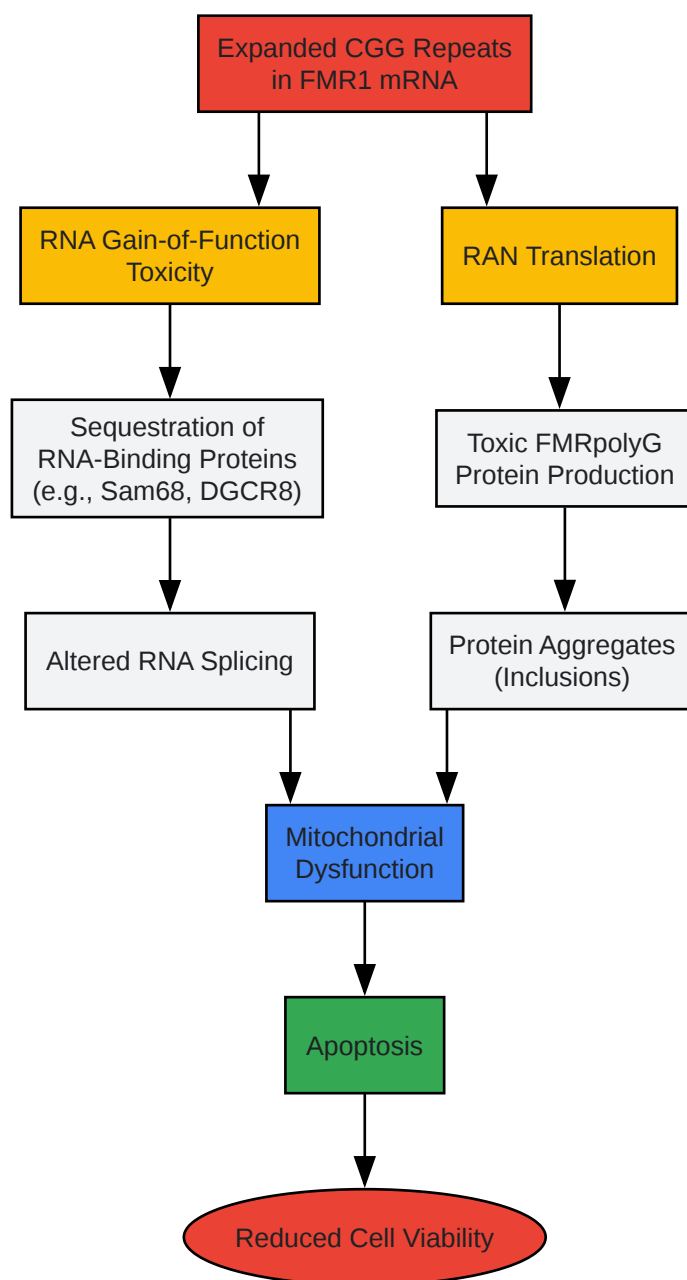 Expanded CGG Repeats
in FMR1 mRNA
RNA Gain-of-Function
Toxicity
RAN Translation
Sequestration of
RNA-Binding Proteins
(e.g., Sam68, DGCR8)
Toxic FMRpolyG
Protein Production
Altered RNA Splicing
Protein Aggregates
(Inclusions)
Mitochondrial
Dysfunction
Apoptosis
Reduced Cell Viability